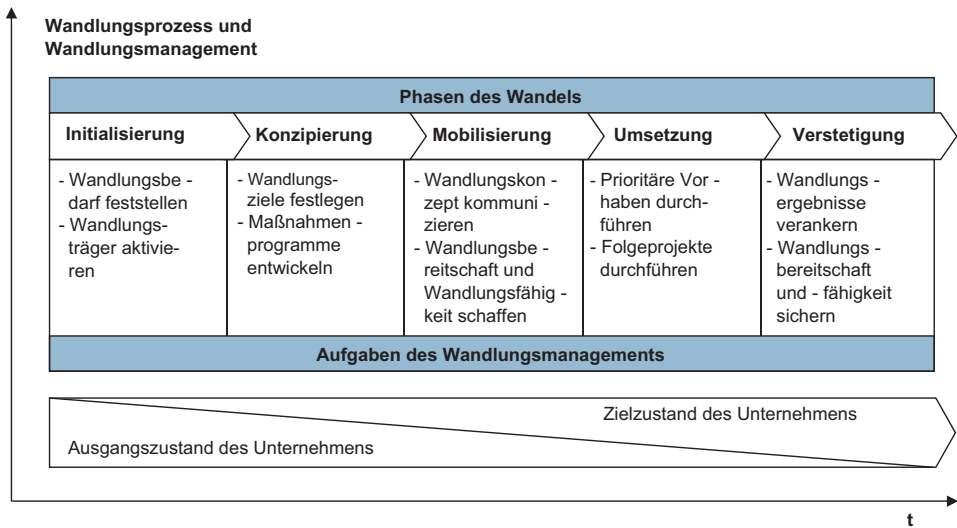 Wandlungsprozess und
Wandlungsmanagement
Phasen des Wandels
Initialisierung
Konzipierung
Mobilisierung
Umsetzung
Verstetigung
- Wandlungsbe -
darf feststellen
- Wandlungs-
träger aktivie-
ren
- Wandlungs-
ziele festlegen
- Maßnahmen -
programme
entwickeln
- Wandlungskon -
zept kommuni -
zieren
- Wandlungsbe -
reitschaft und
Wandlungsfähig -
keit schaffen
- Prioritäre Vor -
haben durch-
führen
- Folgeprojekte
durchführen
- Wandlungs -
ergebnisse
verankern
- Wandlungs -
bereitschaft
und - fähigkeit
sichern
Aufgaben des Wandlungsmanagements
Zielzustand des Unternehmens
Ausgangszustand des Unternehmens
t